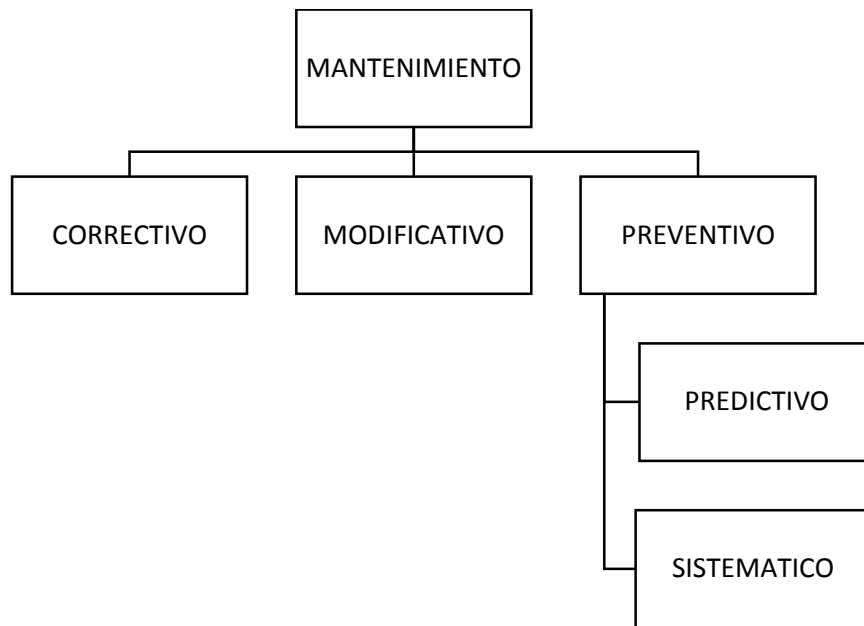 MANTENIMIENTO
CORRECTIVO
MODIFICATIVO
PREVENTIVO
PREDICTIVO
SISTEMATICO